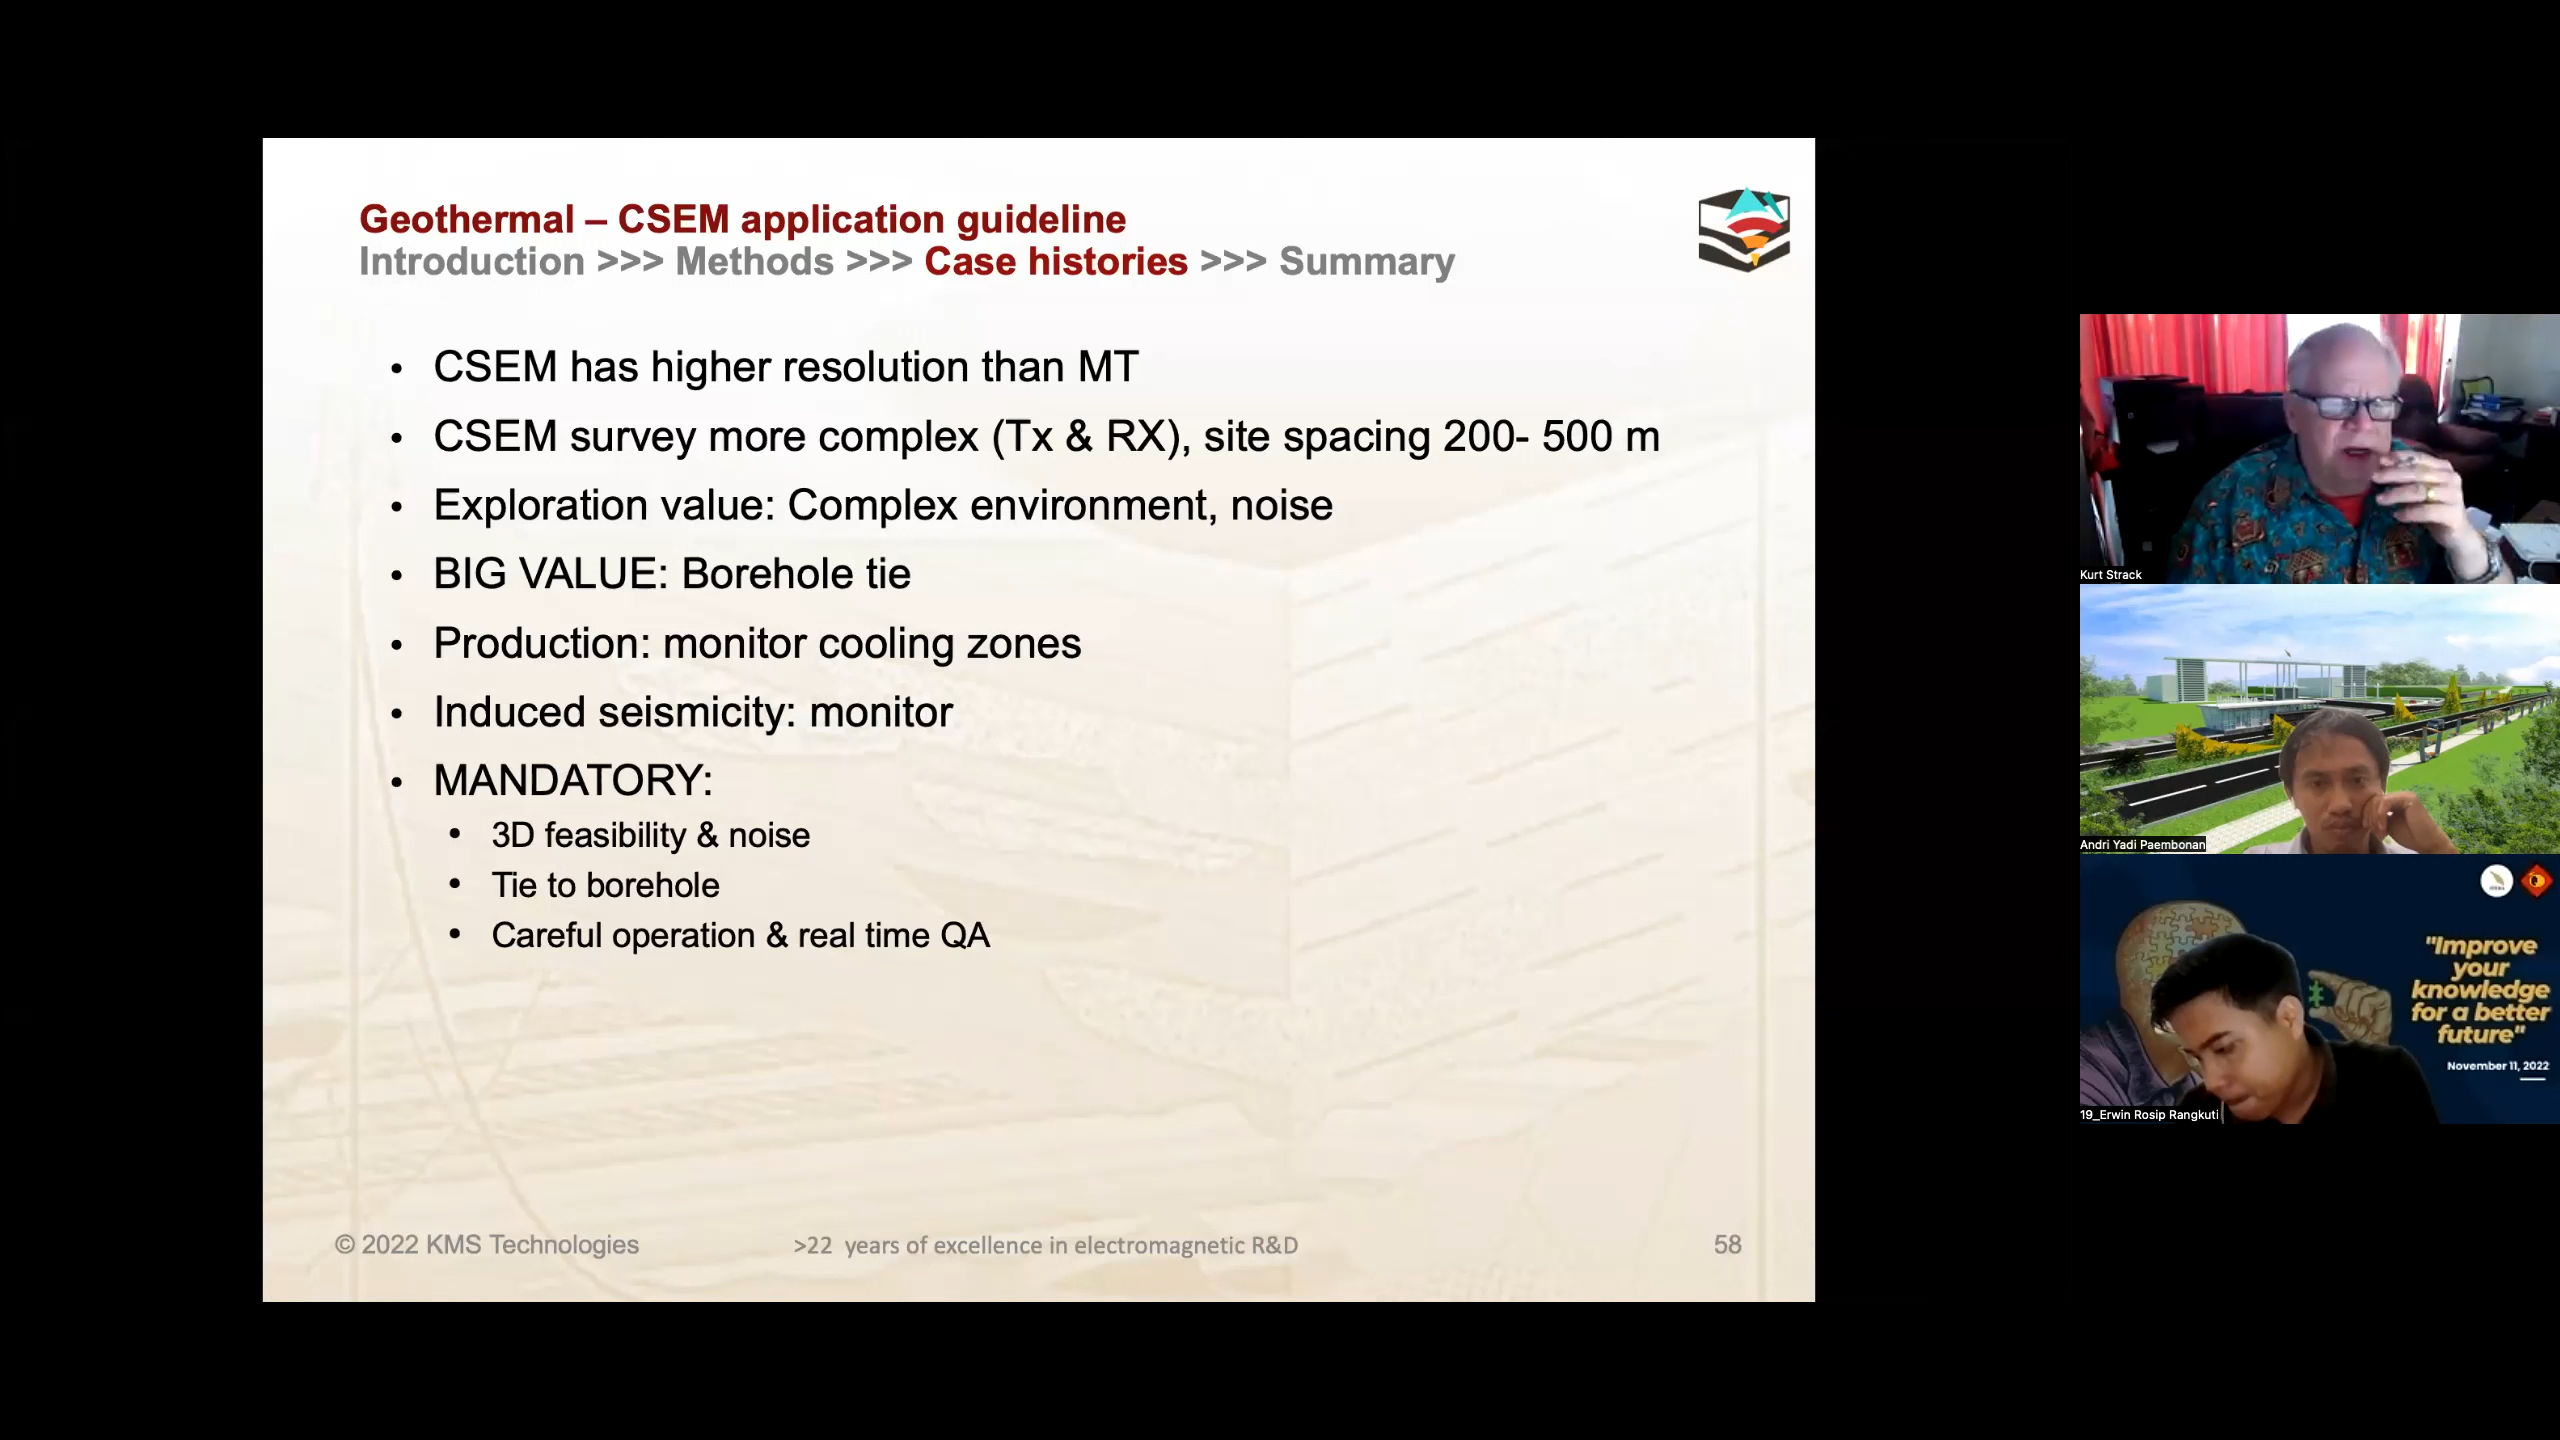 Geothermal – CSEM application guideline
Introduction >>> Methods >>> Case histories >>> Summary
• CSEM has higher resolution than MT
• CSEM survey more complex (Tx & RX), site spacing 200- 500 m
• Exploration value: Complex environment, noise
• BIG VALUE: Borehole tie
• Production: monitor cooling zones
• Induced seismicity: monitor
• MANDATORY:
• 3D feasibility & noise
• Tie to borehole
• Careful operation & real time QA
© 2022 KMS Technologies
>22 years of excellence in electromagnetic R&D
58
Kurt Strack
Andri Yadi Paembonan
"Improve
your
knowledge
for a better
future"
November 11, 2022
19_Erwin Rosip Rangkuti